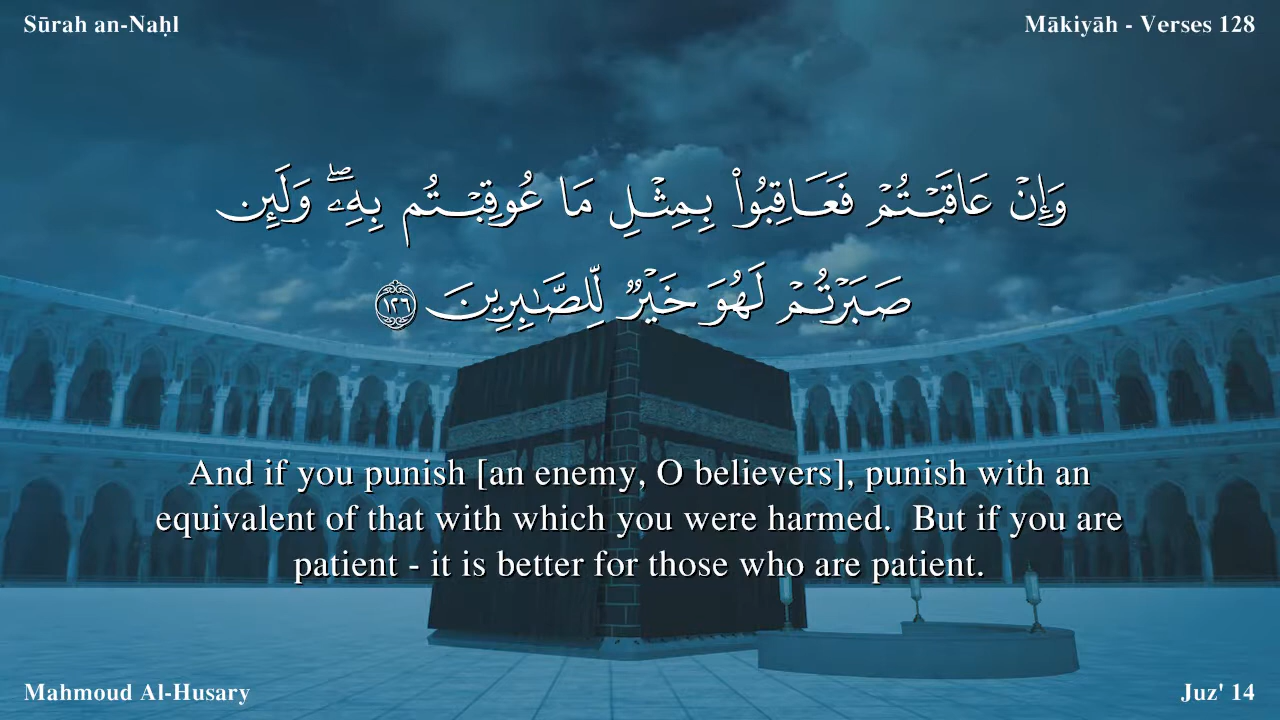 Sūrah an-Naḥl
Mākiyāh - Verses 128
وَإِنْ عَاقَبْتُمْ فَعَاقِبُوا۟ بِمِثْلِ مَا عُوقِبْتُم بِهِۦ ۖ وَلَئِن
صَبَرْتُمْ لَهُوَ خَيْرٌ لِّلصَّـٰبِرِينَ ١٢٦
And if you punish [an enemy, O believers], punish with an
equivalent of that with which you were harmed.  But if you are
patient - it is better for those who are patient.
Mahmoud Al-Husary
Juz' 14